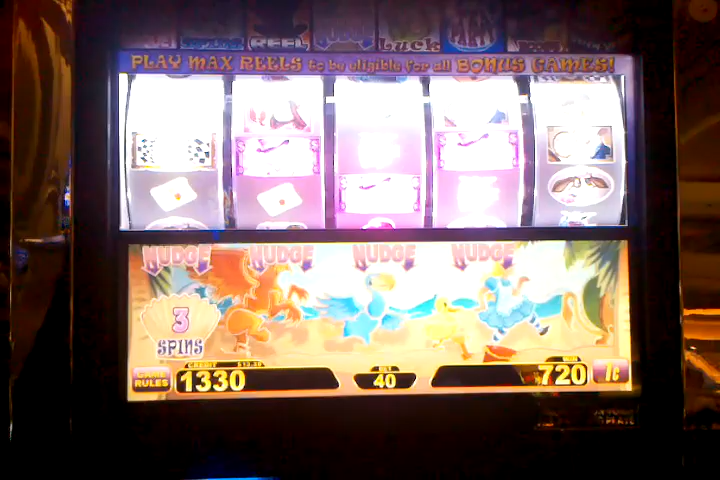 REEL
Luck
PARTY
PLAY MAX REELS to be eligible for all BONUS GAMES!
NUDGE NUDGE NUDGE NUDGE
3
SPINS
GAME
RULES
CREDIT
1330
BET
40
WIN
720
1¢